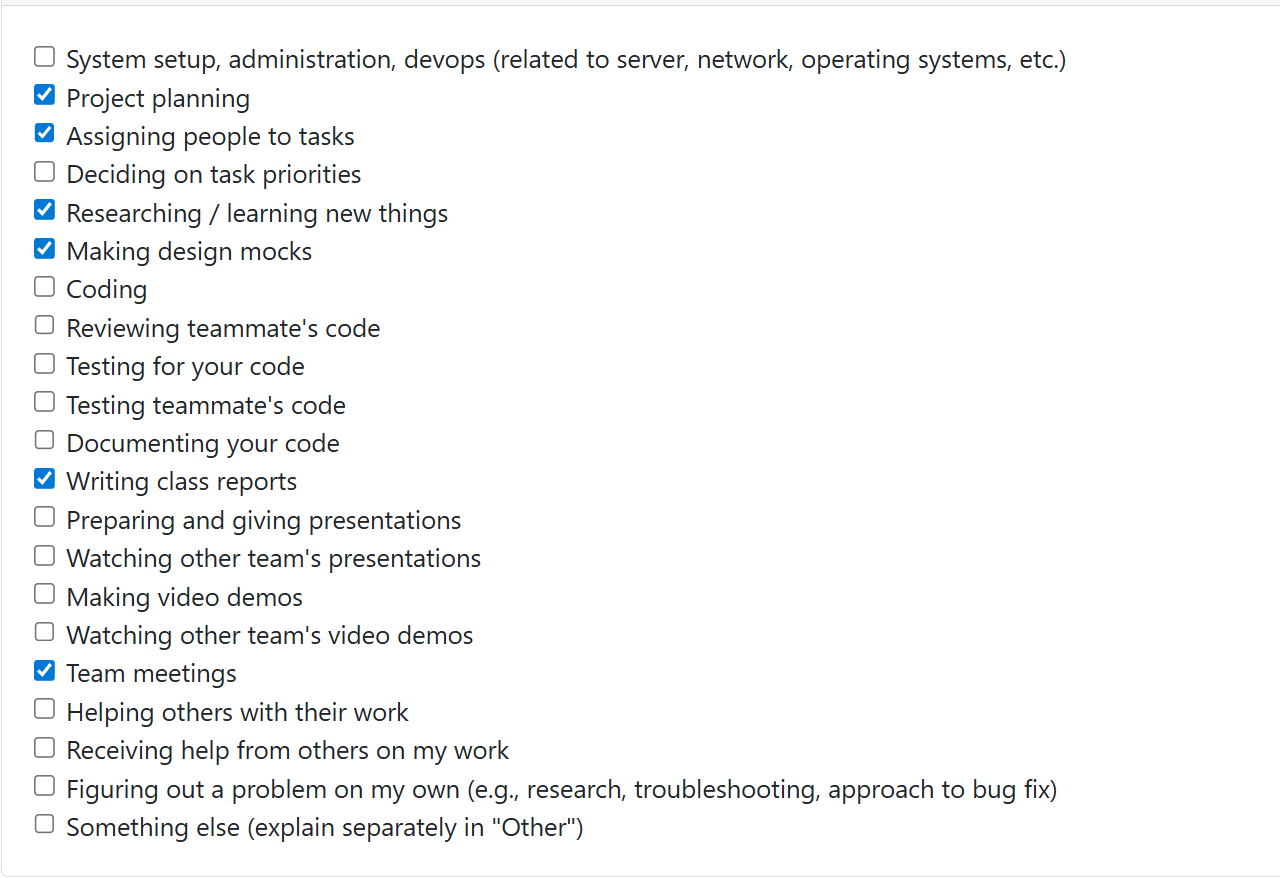 System setup, administration, devops (related to server, network, operating systems, etc.)
Project planning
Assigning people to tasks
Deciding on task priorities
Researching / learning new things
Making design mocks
Coding
Reviewing teammate's code
Testing for your code
Testing teammate's code
Documenting your code
Writing class reports
Preparing and giving presentations
Watching other team's presentations
Making video demos
Watching other team's video demos
Team meetings
Helping others with their work
Receiving help from others on my work
Figuring out a problem on my own (e.g., research, troubleshooting, approach to bug fix)
Something else (explain separately in "Other")